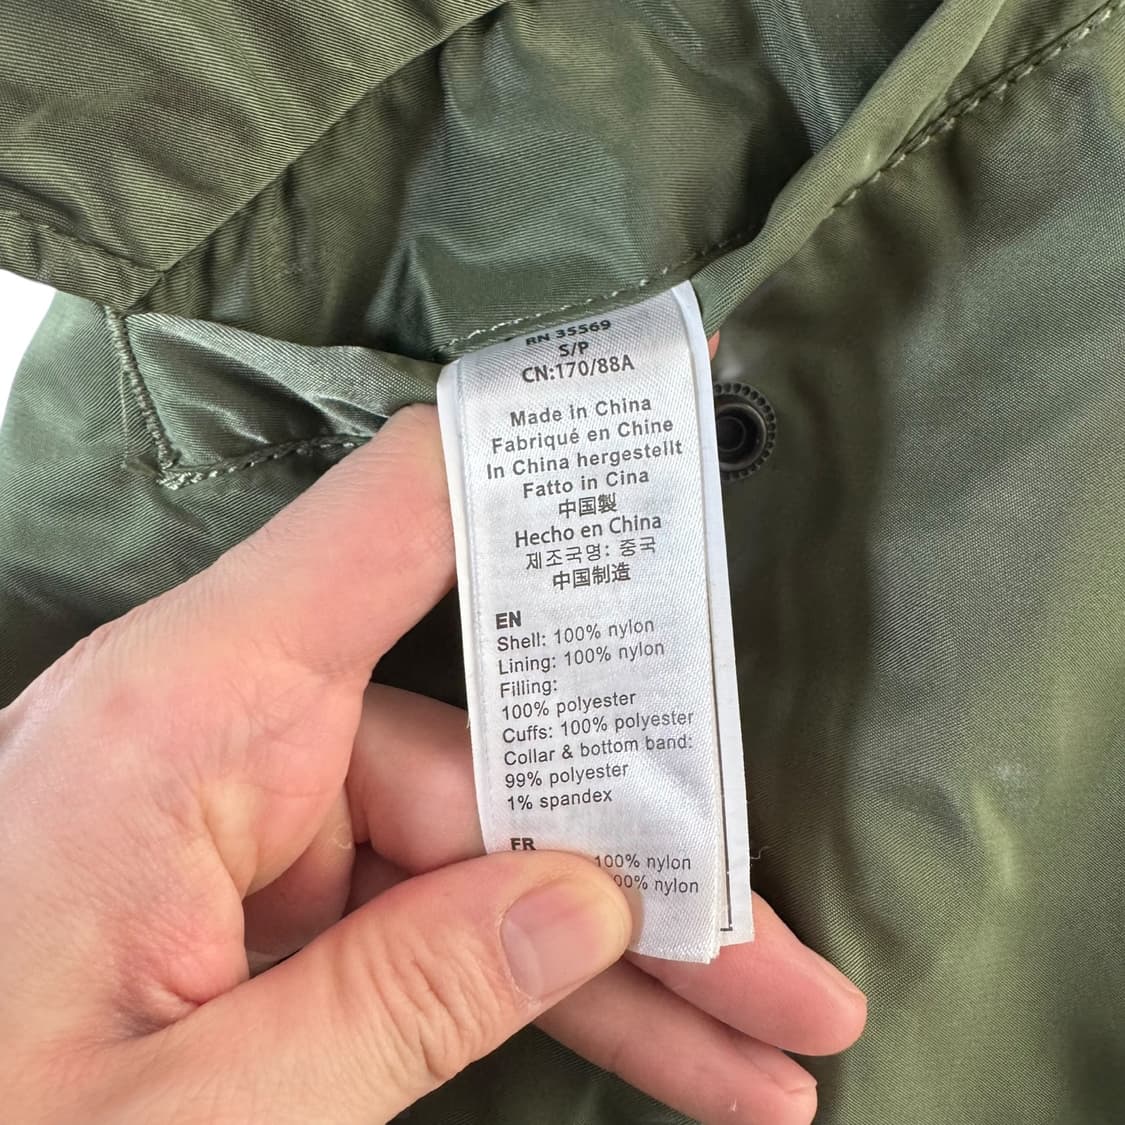 RN 35569
S/P
CN:170/88A
Made in China
Fabriqué en Chine
In China hergestellt
Fatto in Cina
中国製
Hecho en China
제조국명: 중국
中国制造
EN
Shell: 100% nylon
Lining: 100% nylon
Filling:
100% polyester
Cuffs: 100% polyester
Collar & bottom band:
99% polyester
1% spandex
FR
100% nylon
00% nylon